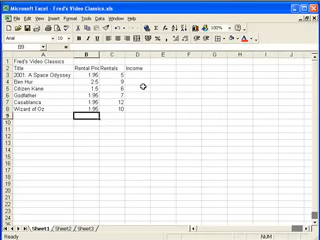 Microsoft Excel - Fred's Video Classics.xls
File Edit View Insert Format Tools Data Window Help
Arial 10 B I U
B9 =
A B C D E F G H
1 Fred's Video Classics
2 Title Rental Pric Rentals Income
3 2001: A Space Odyssey 1.95 5
4 Ben Hur 2.5 9
5 Citizen Kane 1.5 6
6 Godfather 1.95 7
7 Casablanca 1.95 12
8 Wizard of Oz 1.95 10
9
10
11
12
13
14
15
16
17
18
19
20
21
22
23
24
25
Sheet1 Sheet2 Sheet3
Ready NUM